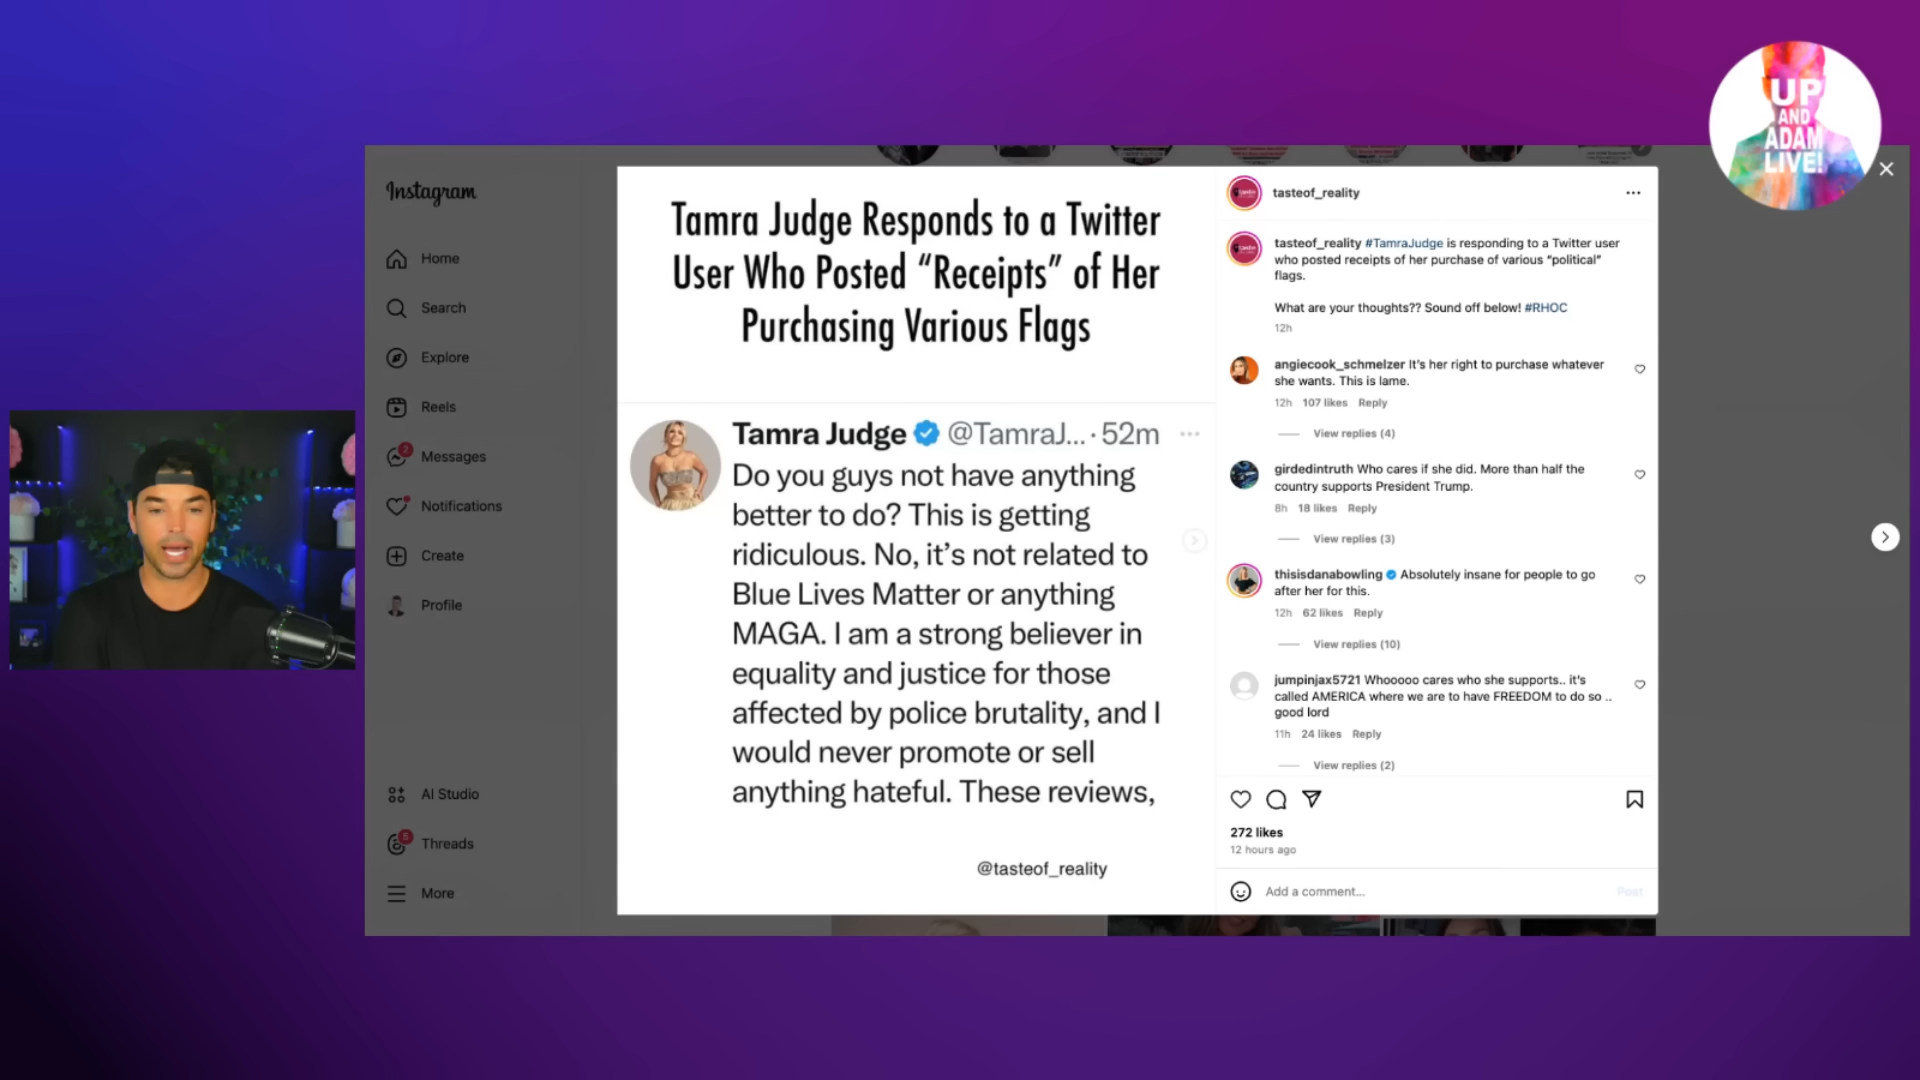 UP
AND
ADAM
LIVE!
Instagram
Home
Search
Explore
Reels
2
Messages
Notifications
Create
Profile
AI Studio
5
Threads
More
Tamra Judge Responds to a Twitter
User Who Posted “Receipts” of Her
Purchasing Various Flags
Tamra Judge @TamraJ... · 52m
Do you guys not have anything
better to do? This is getting
ridiculous. No, it’s not related to
Blue Lives Matter or anything
MAGA. I am a strong believer in
equality and justice for those
affected by police brutality, and I
would never promote or sell
anything hateful. These reviews,
@tasteof_reality
tasteof_reality
tasteof_reality #TamraJudge is responding to a Twitter user
who posted receipts of her purchase of various “political”
flags.
What are your thoughts?? Sound off below! #RHOC
12h
angiecook_schmelzer It’s her right to purchase whatever
she wants. This is lame.
12h 107 likes Reply
View replies (4)
girdedintruth Who cares if she did. More than half the
country supports President Trump.
8h 18 likes Reply
View replies (3)
thisisdanabowling Absolutely insane for people to go
after her for this.
12h 62 likes Reply
View replies (10)
jumpinjax5721 Whooooo cares who she supports.. it's
called AMERICA where we are to have FREEDOM to do so ..
good lord
11h 24 likes Reply
View replies (2)
272 likes
12 hours ago
Add a comment...
Post